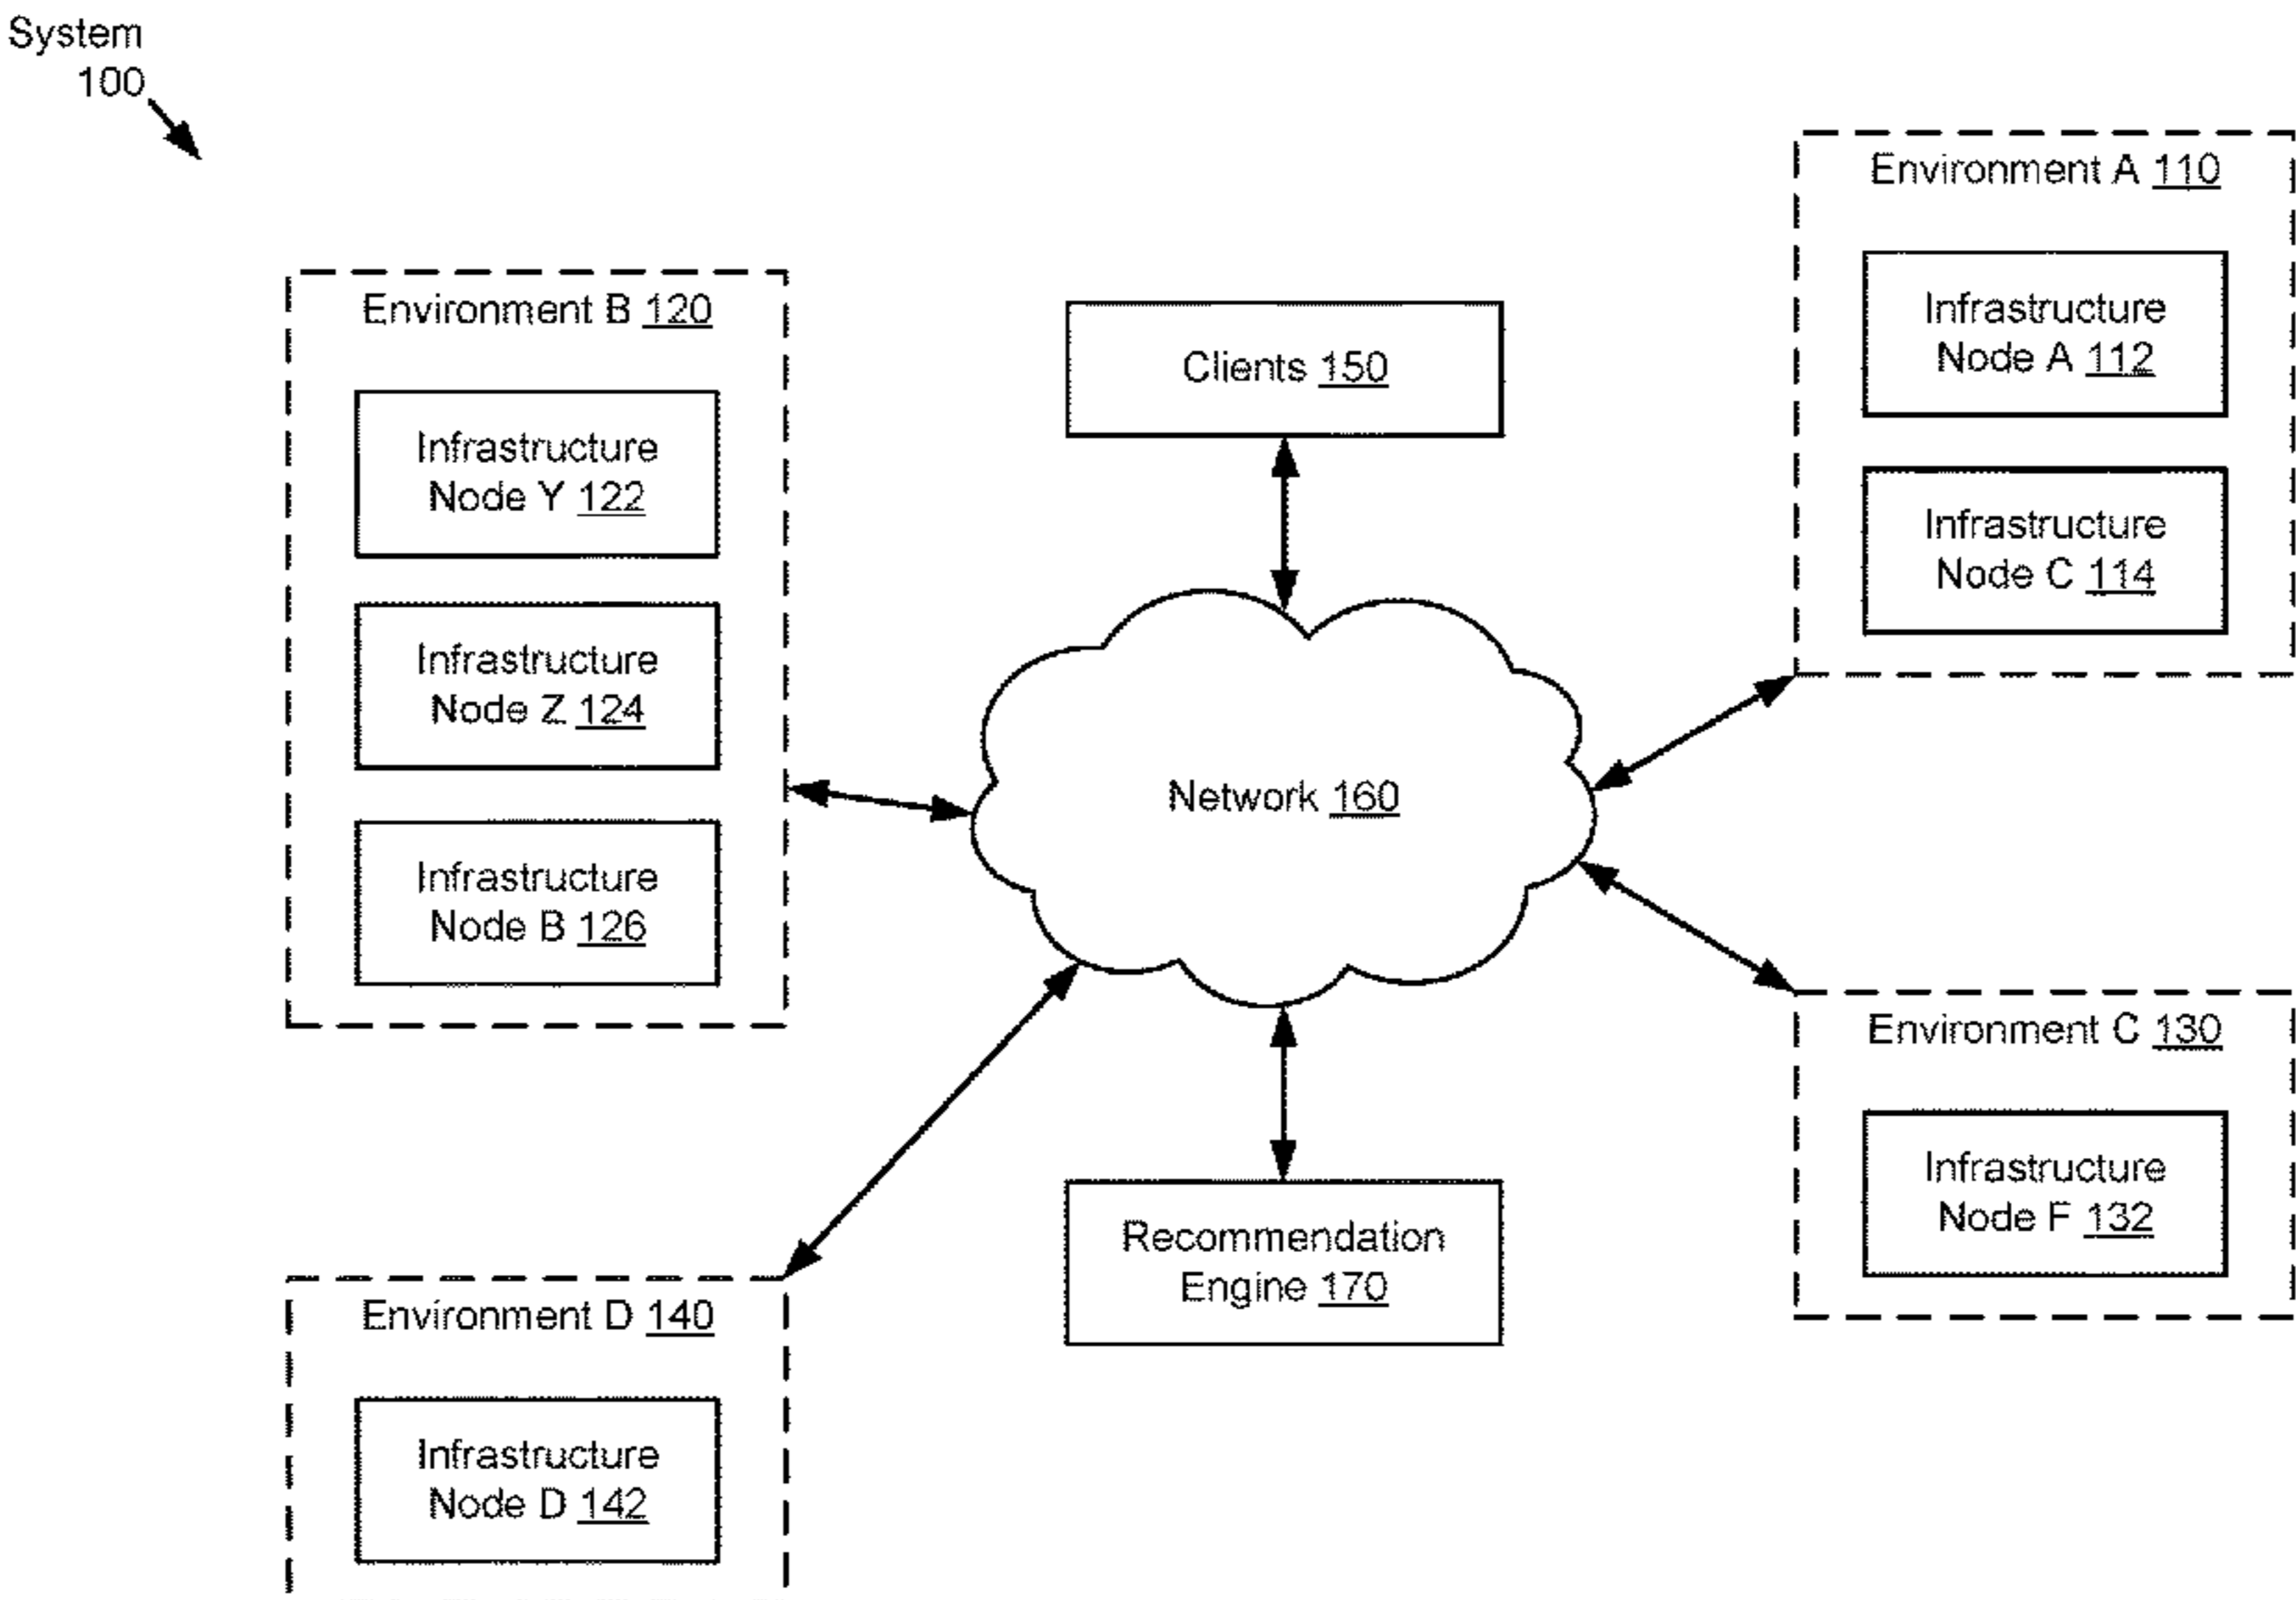 System
100
Environment A 110
Infrastructure
Node A 112
Infrastructure
Node C 114
Environment B 120
Infrastructure
Node Y 122
Infrastructure
Node Z 124
Infrastructure
Node B 126
Clients 150
Network 160
Environment C 130
Infrastructure
Node F 132
Recommendation
Engine 170
Environment D 140
Infrastructure
Node D 142